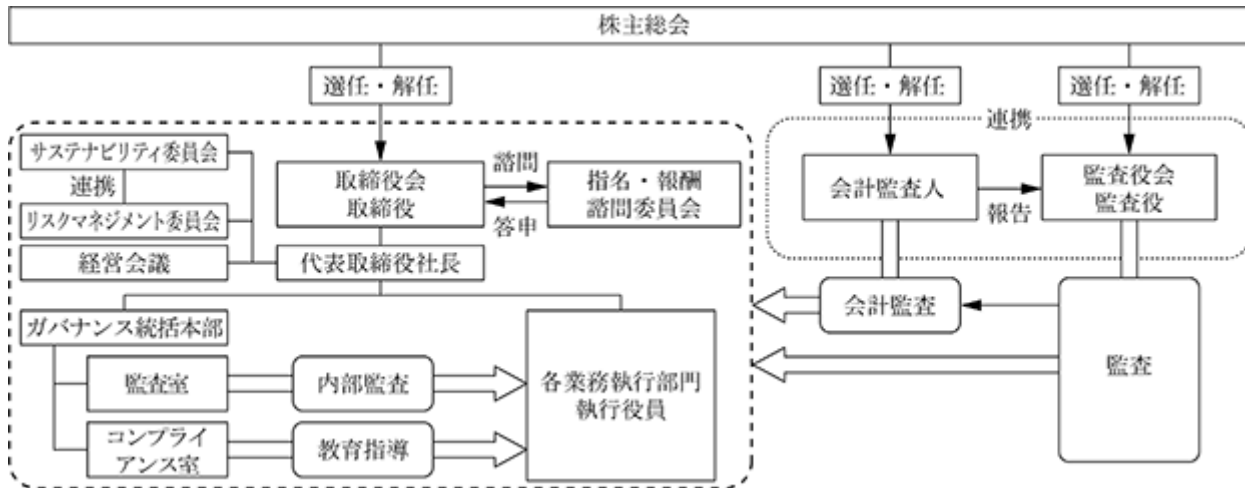 株主総会
選任・解任
選任・解任
選任・解任
連携
サステナビリティ委員会
連携
リスクマネジメント委員会
経営会議
取締役会
取締役
諮問
答申
指名・報酬
諮問委員会
代表取締役社長
会計監査人
報告
監査役会
監査役
ガバナンス統括本部
監査室
内部監査
コンプライ
アンス室
教育指導
各業務執行部門
執行役員
会計監査
監査